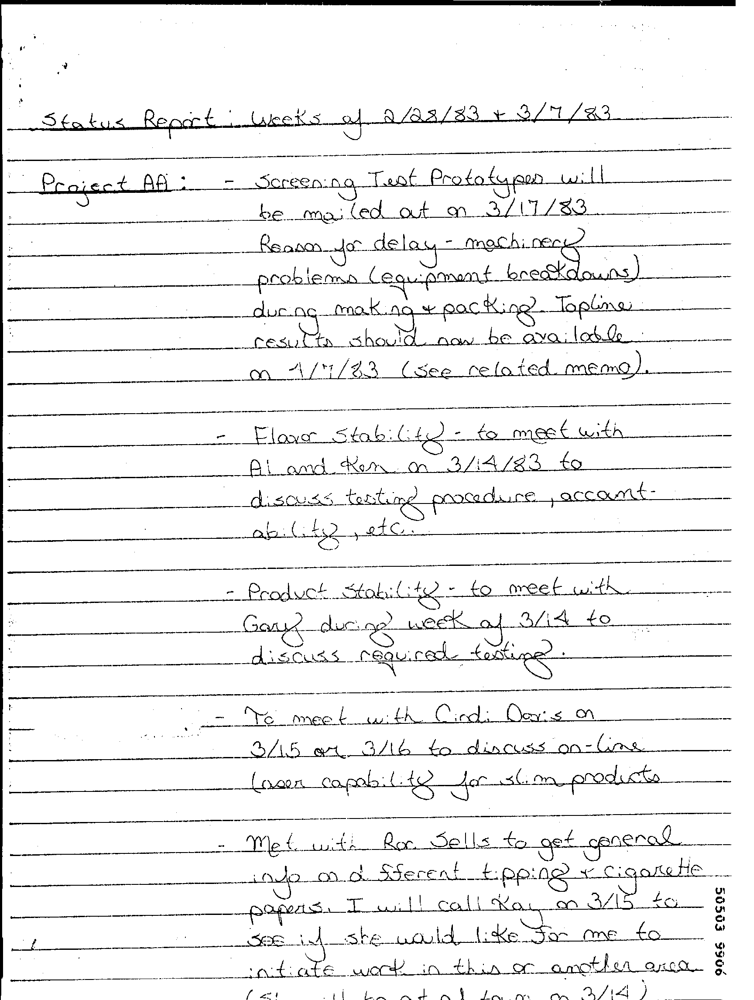 Status Report : Weeks of 2/28/83 + 3/7/83
Project AA : - Screening Test Prototypes will
be mailed out on 3/17/83
Reason for delay - machinery
problems (equipment breakdowns)
during making + packing. Topline
results should now be available
on 4/7/83 (see related memo).
- Flavor Stability - to meet with
Al and Ken on 3/14/83 to
discuss testing procedure, account-
ability, etc.
- Product Stability - to meet with
Gary during week of 3/14 to
discuss required testing.
- To meet with Cindi Davis on
3/15 or 3/16 to discuss on-line
laser capability for slim products
- Met with Ron Sells to get general
info on different tipping + cigarette
papers. I will call Kay on 3/15 to
see if she would like for me to
initiate work in this or another area
on 3/14)
50503 9906